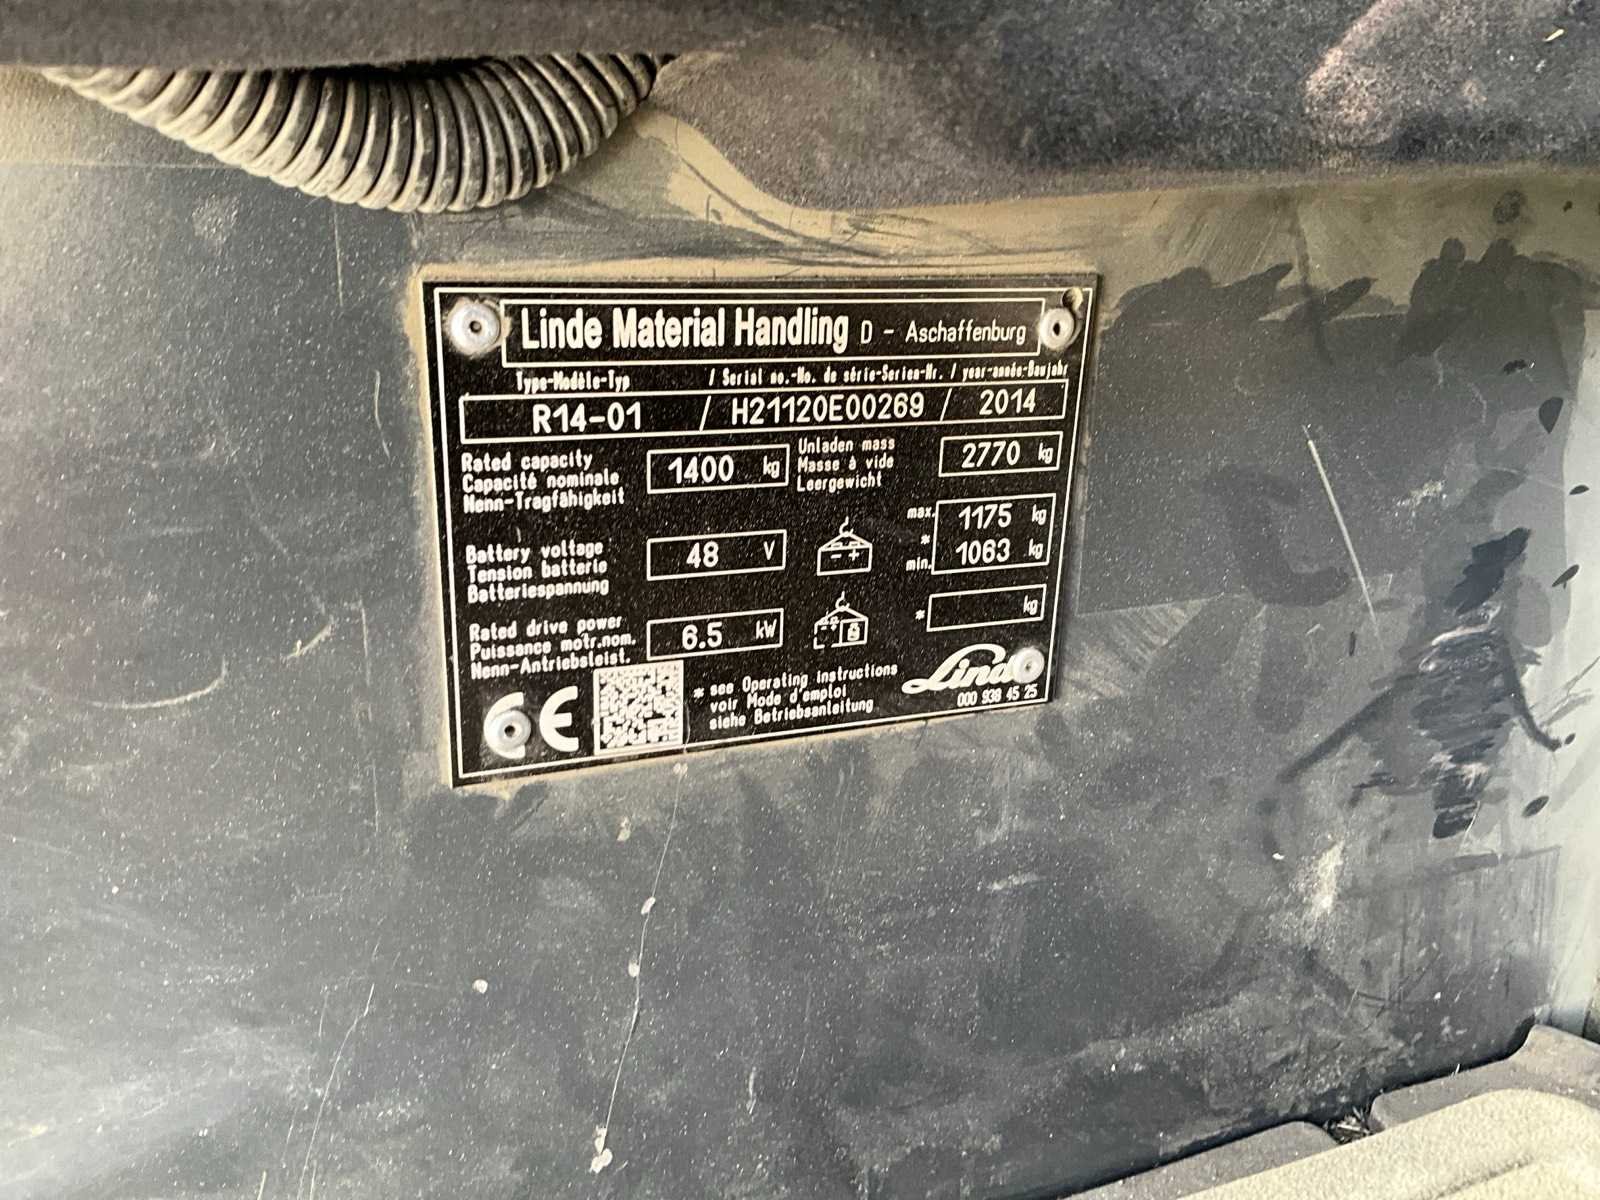 Linde Material Handling D - Aschaffenburg
Type-Modèle-Typ / Serial no.-No. de série-Serien-Nr. / year-année-Baujahr
R14-01 / H21120E00269 / 2014
Rated capacity
Capacité nominale
Nenn-Tragfähigkeit
1400 kg
Unladen mass
Masse à vide
Leergewicht
2770 kg
Battery voltage
Tension batterie
Batteriespannung
48 V
- +
max. 1175 kg
*
min. 1063 kg
Rated drive power
Puissance motr.nom.
Nenn-Antriebsleist.
6.5 kW
* kg
CE
* see Operating instructions
voir Mode d'emploi
siehe Betriebsanleitung
Linde
000 938 45 25